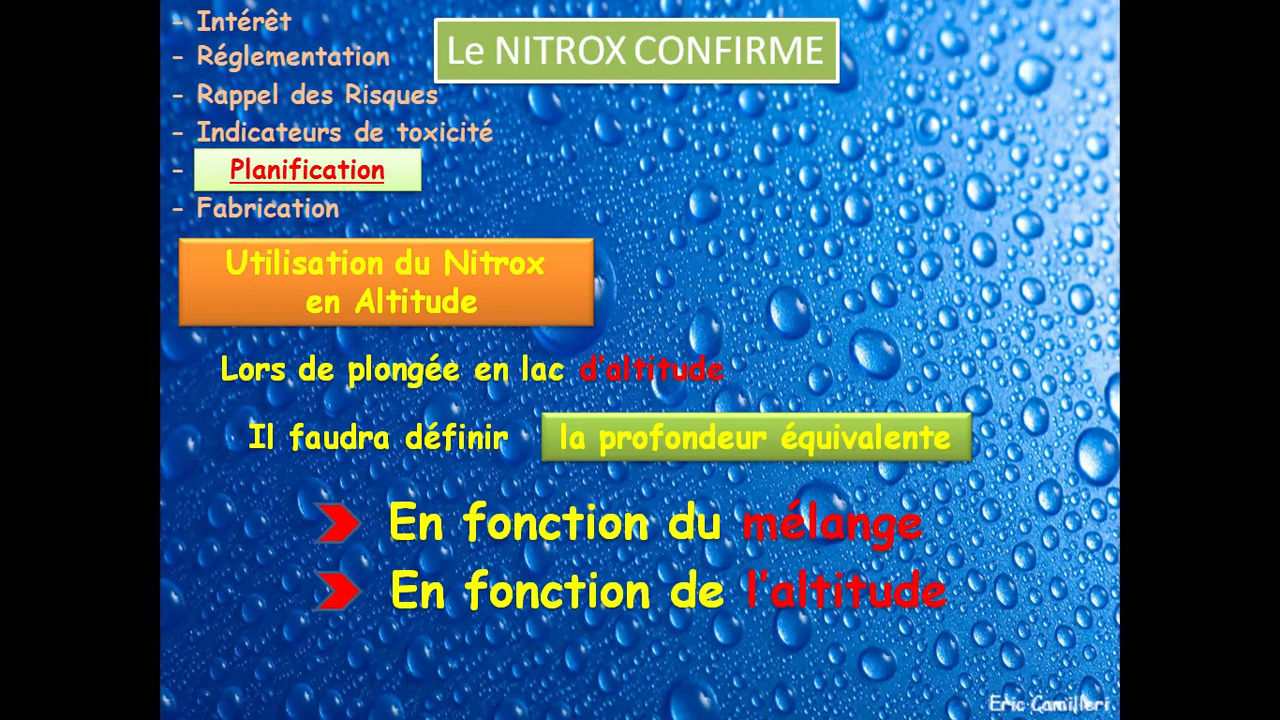 - Intérêt
- Réglementation
Le NITROX CONFIRME
- Rappel des Risques
- Indicateurs de toxicité
- Planification
- Fabrication
Utilisation du Nitrox
en Altitude
Lors de plongée en lac d'altitude
Il faudra définir la profondeur équivalente
En fonction du mélange
En fonction de l'altitude
Eric Camilleri